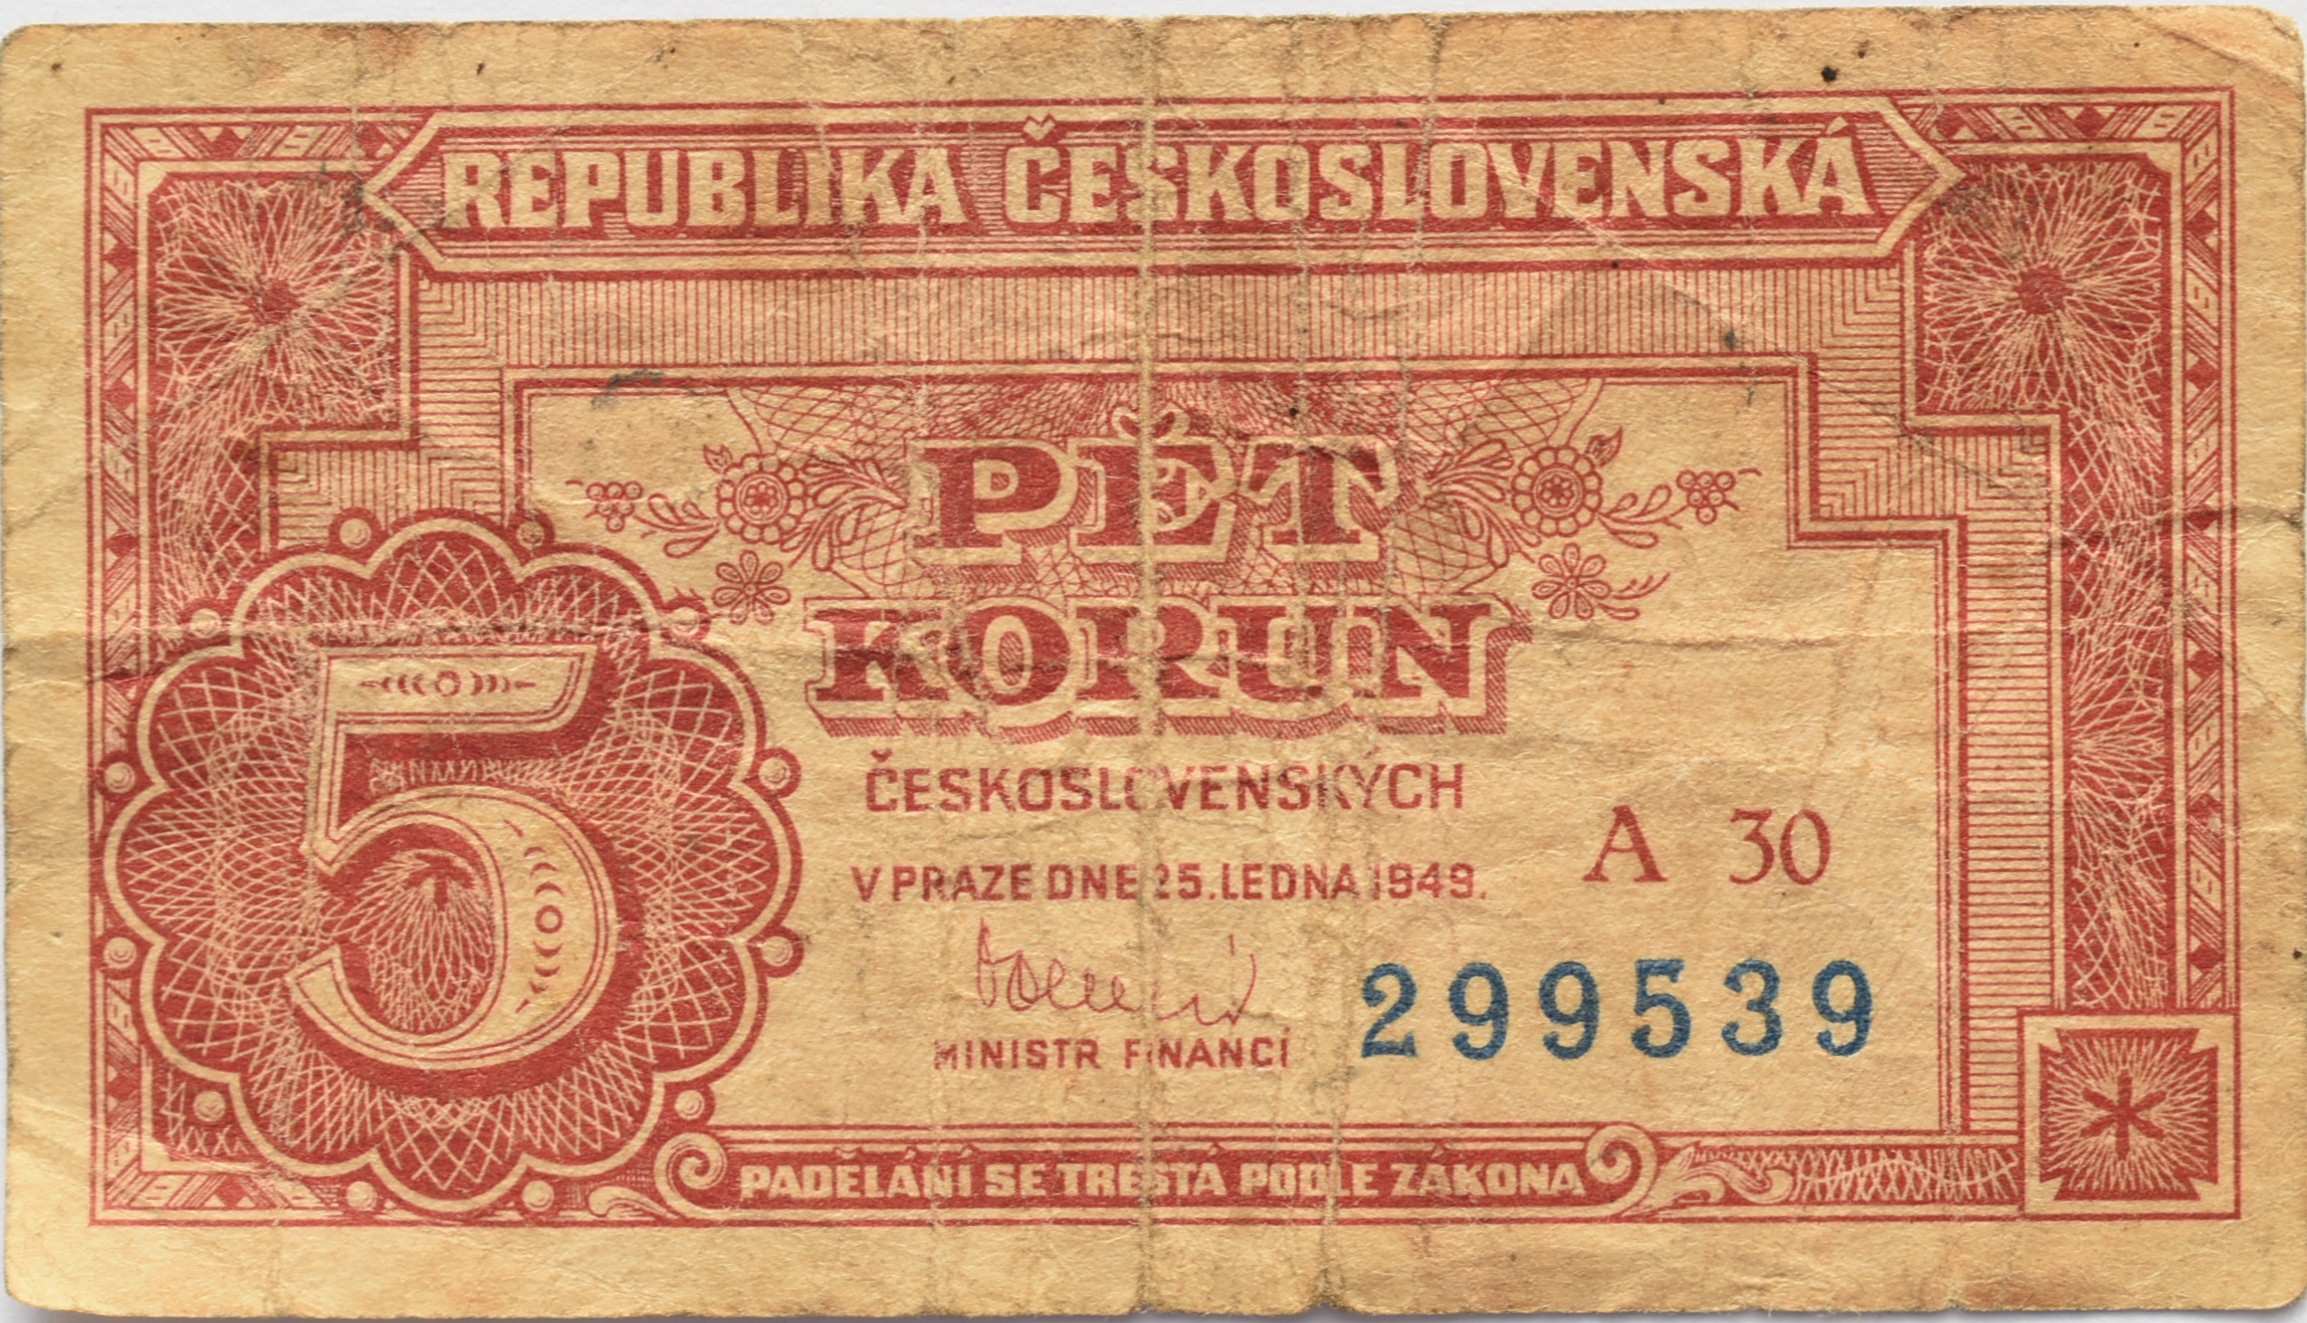 REPUBLIKA ČESKOSLOVENSKÁ
PĚT
KORUN
5
ČESKOSLOVENSKÝCH
A 30
V PRAZE DNE 25. LEDNA 1949.
299539
MINISTR FINANCÍ
PADĚLÁNÍ SE TRESTÁ PODLE ZÁKONA